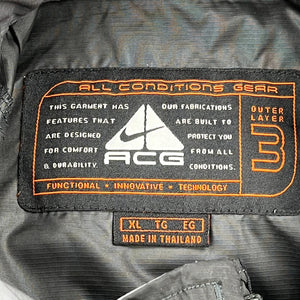 ALL CONDITIONS GEAR
THIS GARMENT HAS
FEATURES THAT
ARE DESIGNED
FOR COMFORT
& DURABILITY.
ACG
OUR FABRICATIONS
ARE BUILT TO
PROTECT YOU
FROM ALL
CONDITIONS.
OUTER
LAYER
3
FUNCTIONAL • INNOVATIVE • TECHNOLOGY
XL TG EG
MADE IN THAILAND